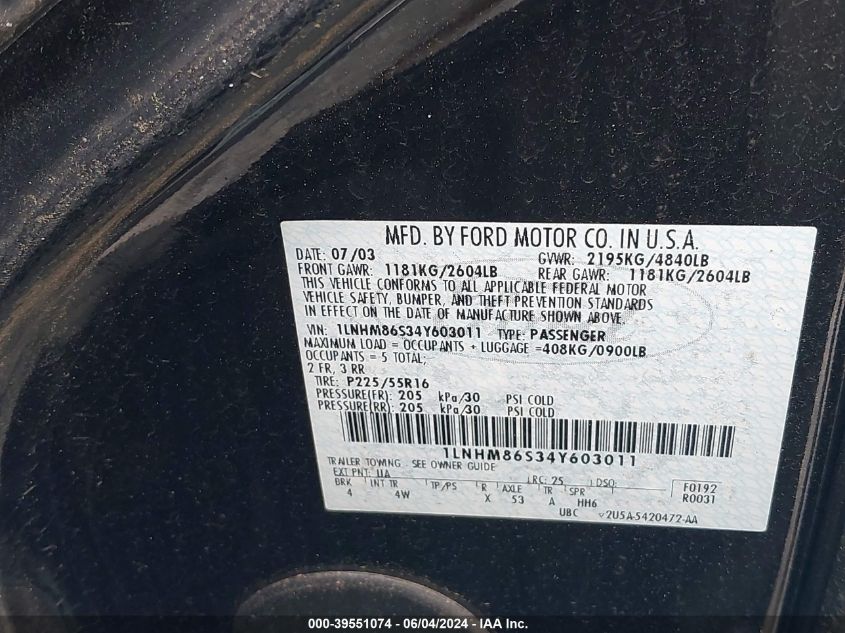 MFD. BY FORD MOTOR CO. IN U.S.A.
DATE: 07/03 GVWR: 2195KG/4840LB
FRONT GAWR: 1181KG/2604LB REAR GAWR: 1181KG/2604LB
THIS VEHICLE CONFORMS TO ALL APPLICABLE FEDERAL MOTOR
VEHICLE SAFETY, BUMPER, AND THEFT PREVENTION STANDARDS
IN EFFECT ON THE DATE OF MANUFACTURE SHOWN ABOVE.
VIN: 1LNHM86S34Y603011 TYPE: PASSENGER
MAXIMUM LOAD = OCCUPANTS + LUGGAGE =408KG/0900LB
OCCUPANTS = 5 TOTAL;
2 FR, 3 RR
TIRE: P225/55R16
PRESSURE(FR): 205 kPa/30 PSI COLD
PRESSURE(RR): 205 kPa/30 PSI COLD
1LNHM86S34Y603011
TRAILER TOWING - SEE OWNER GUIDE
EXT PNT: UA RC: 25 DSO:
BRK INT TR TP/PS R AXLE TR SPR F0192
4 4W X 53 A HH6 R0031
UBC v2U5A-5420472-AA
000-39551074 - 06/04/2024 - IAA Inc.